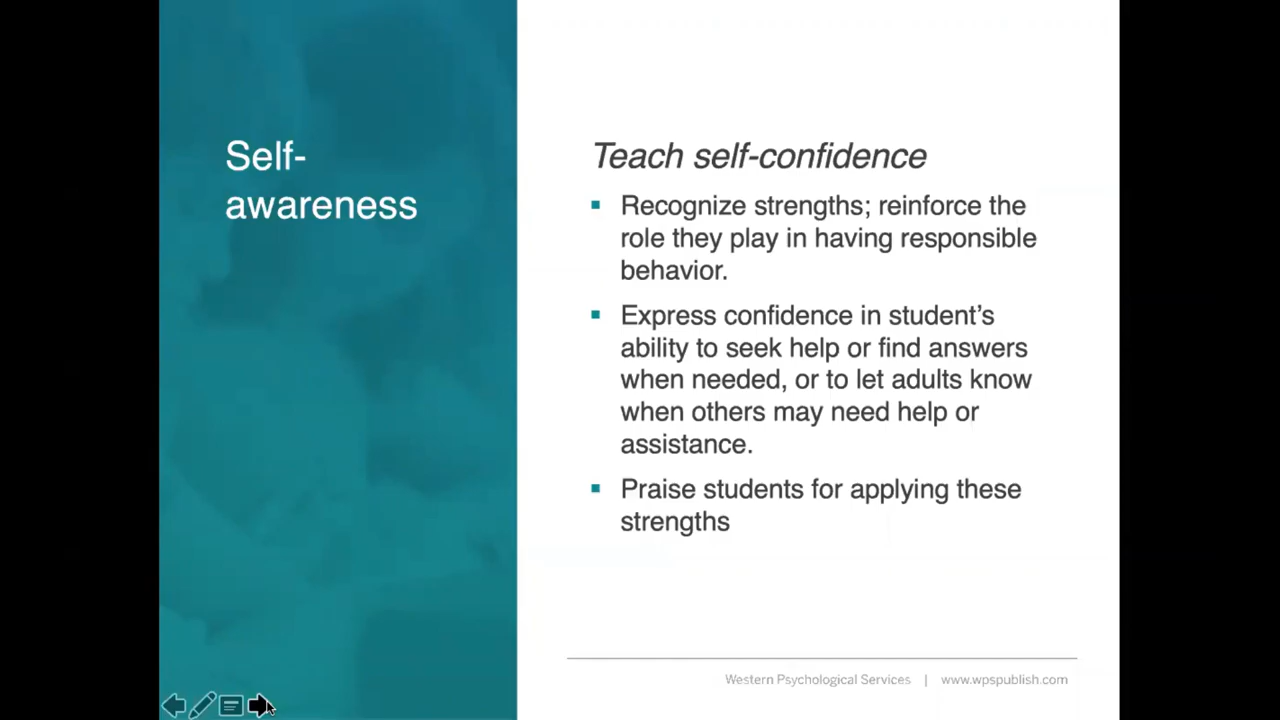 Self-
awareness
Teach self-confidence
▪ Recognize strengths; reinforce the
role they play in having responsible
behavior.
▪ Express confidence in student’s
ability to seek help or find answers
when needed, or to let adults know
when others may need help or
assistance.
▪ Praise students for applying these
strengths
Western Psychological Services | www.wpspublish.com